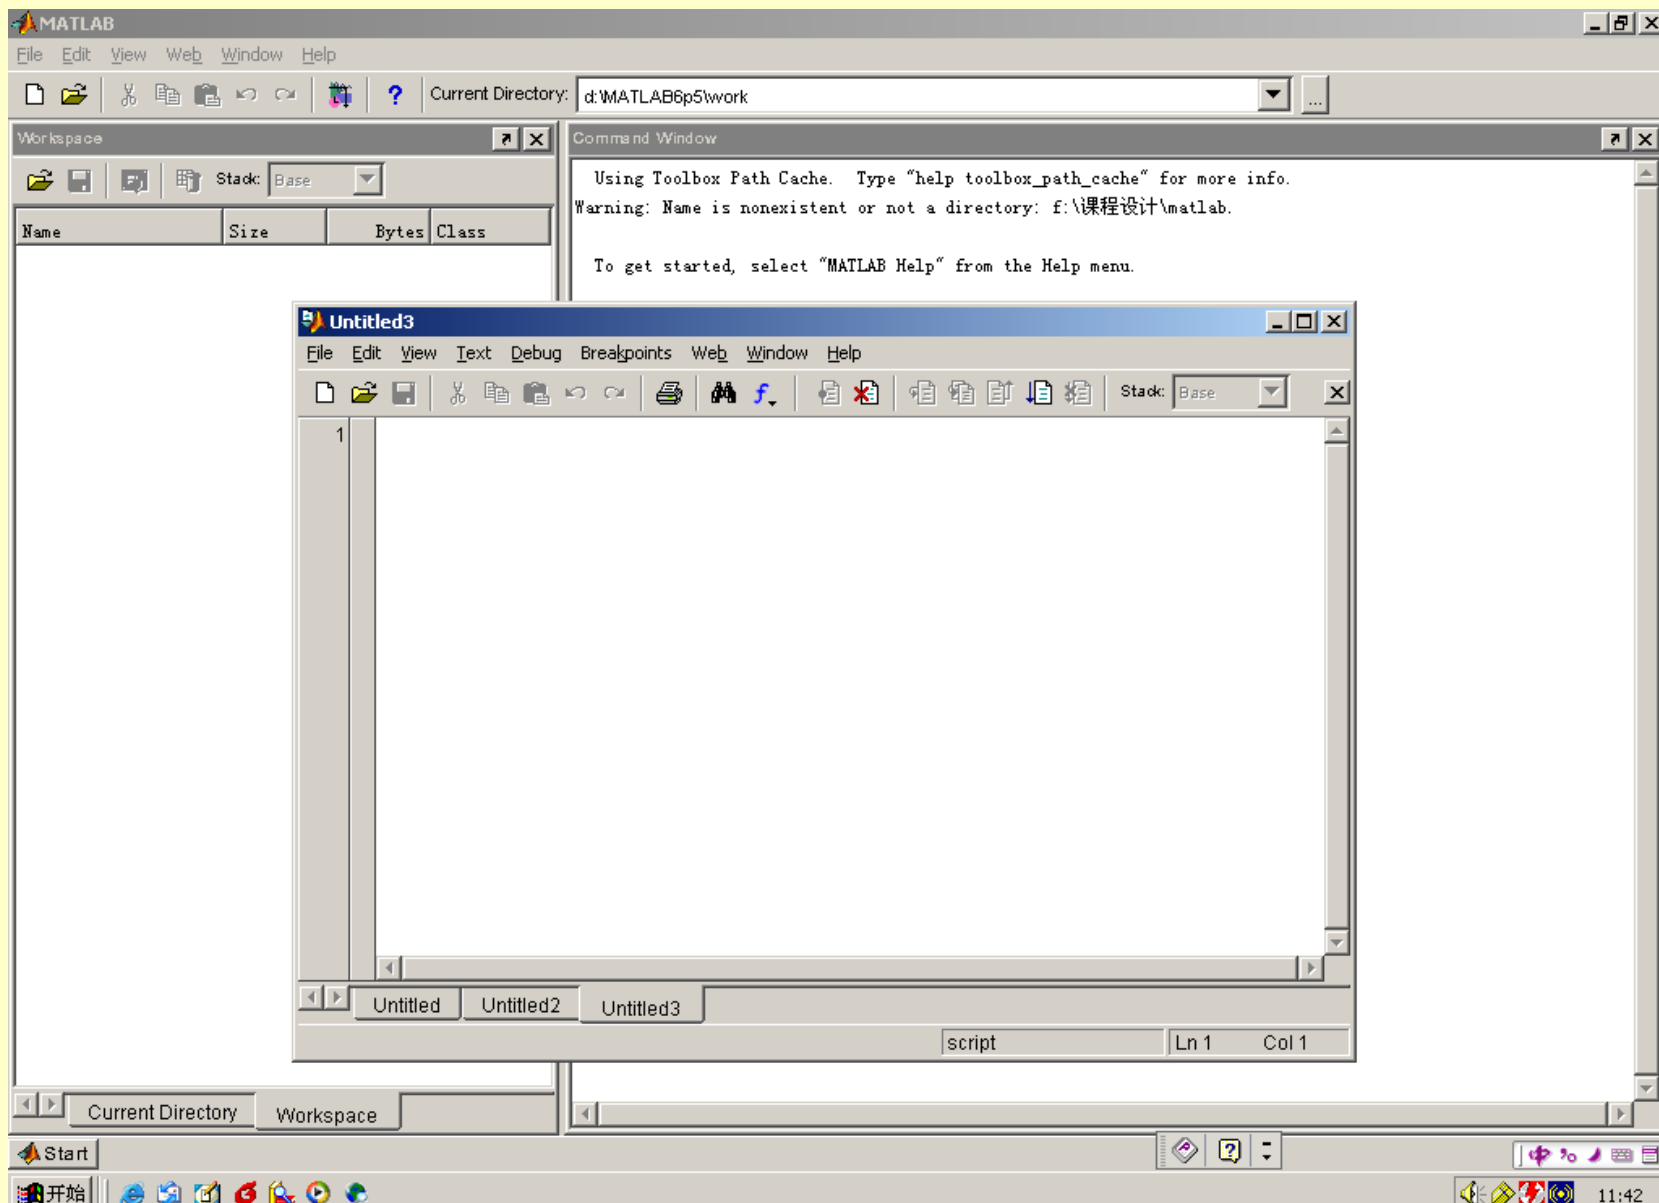 MATLAB
File Edit View Web Window Help
? Current Directory: d:\MATLAB6p5\work ...
Workspace
Stack: Base
Name Size Bytes Class
Command Window
Using Toolbox Path Cache.  Type "help toolbox_path_cache" for more info.
Warning: Name is nonexistent or not a directory: f:\课程设计\matlab.
To get started, select "MATLAB Help" from the Help menu.
Untitled3
File Edit View Text Debug Breakpoints Web Window Help
Stack: Base
1
Untitled Untitled2 Untitled3
script Ln 1 Col 1
Current Directory Workspace
Start
中
开始 11:42